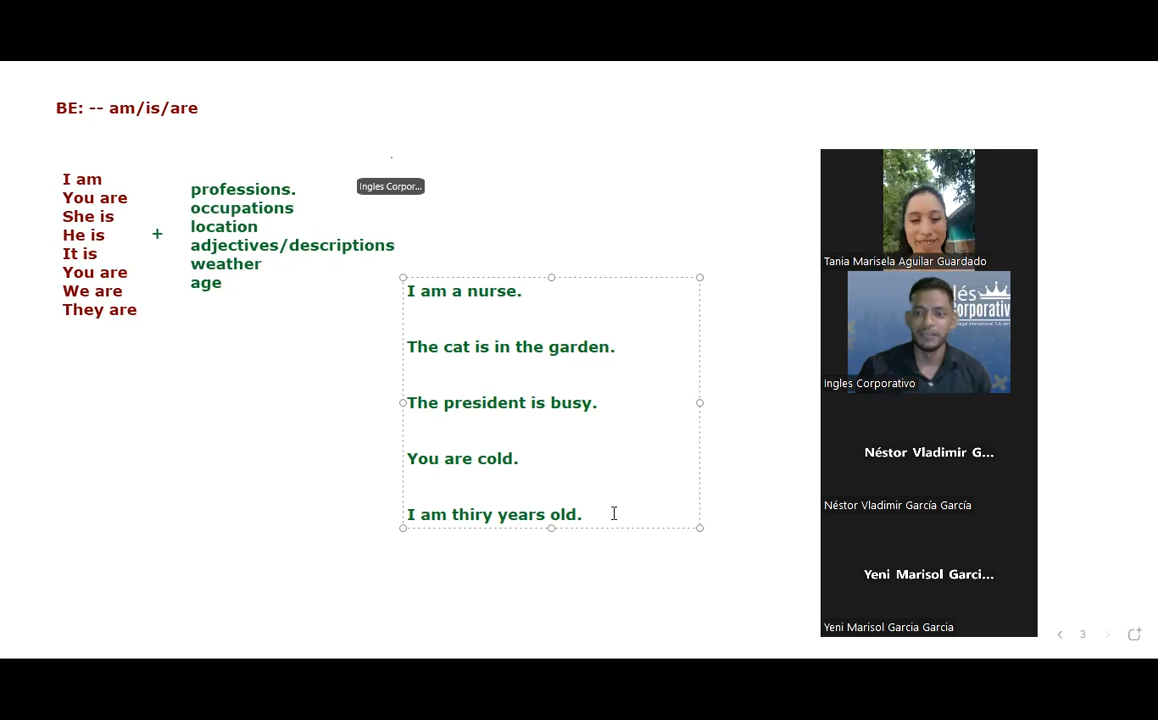 BE: -- am/is/are
I am
You are
She is
He is
It is
You are
We are
They are
+
professions.
occupations
location
adjectives/descriptions
weather
age
Ingles Corpor...
I am a nurse.
The cat is in the garden.
The president is busy.
You are cold.
I am thiry years old.
Tania Marisela Aguilar Guardado
lés
corporativ
Ingles Corporativo
Néstor Vladimir G...
Néstor Vladimir García García
Yeni Marisol Garci...
Yeni Marisol Garcia Garcia
3